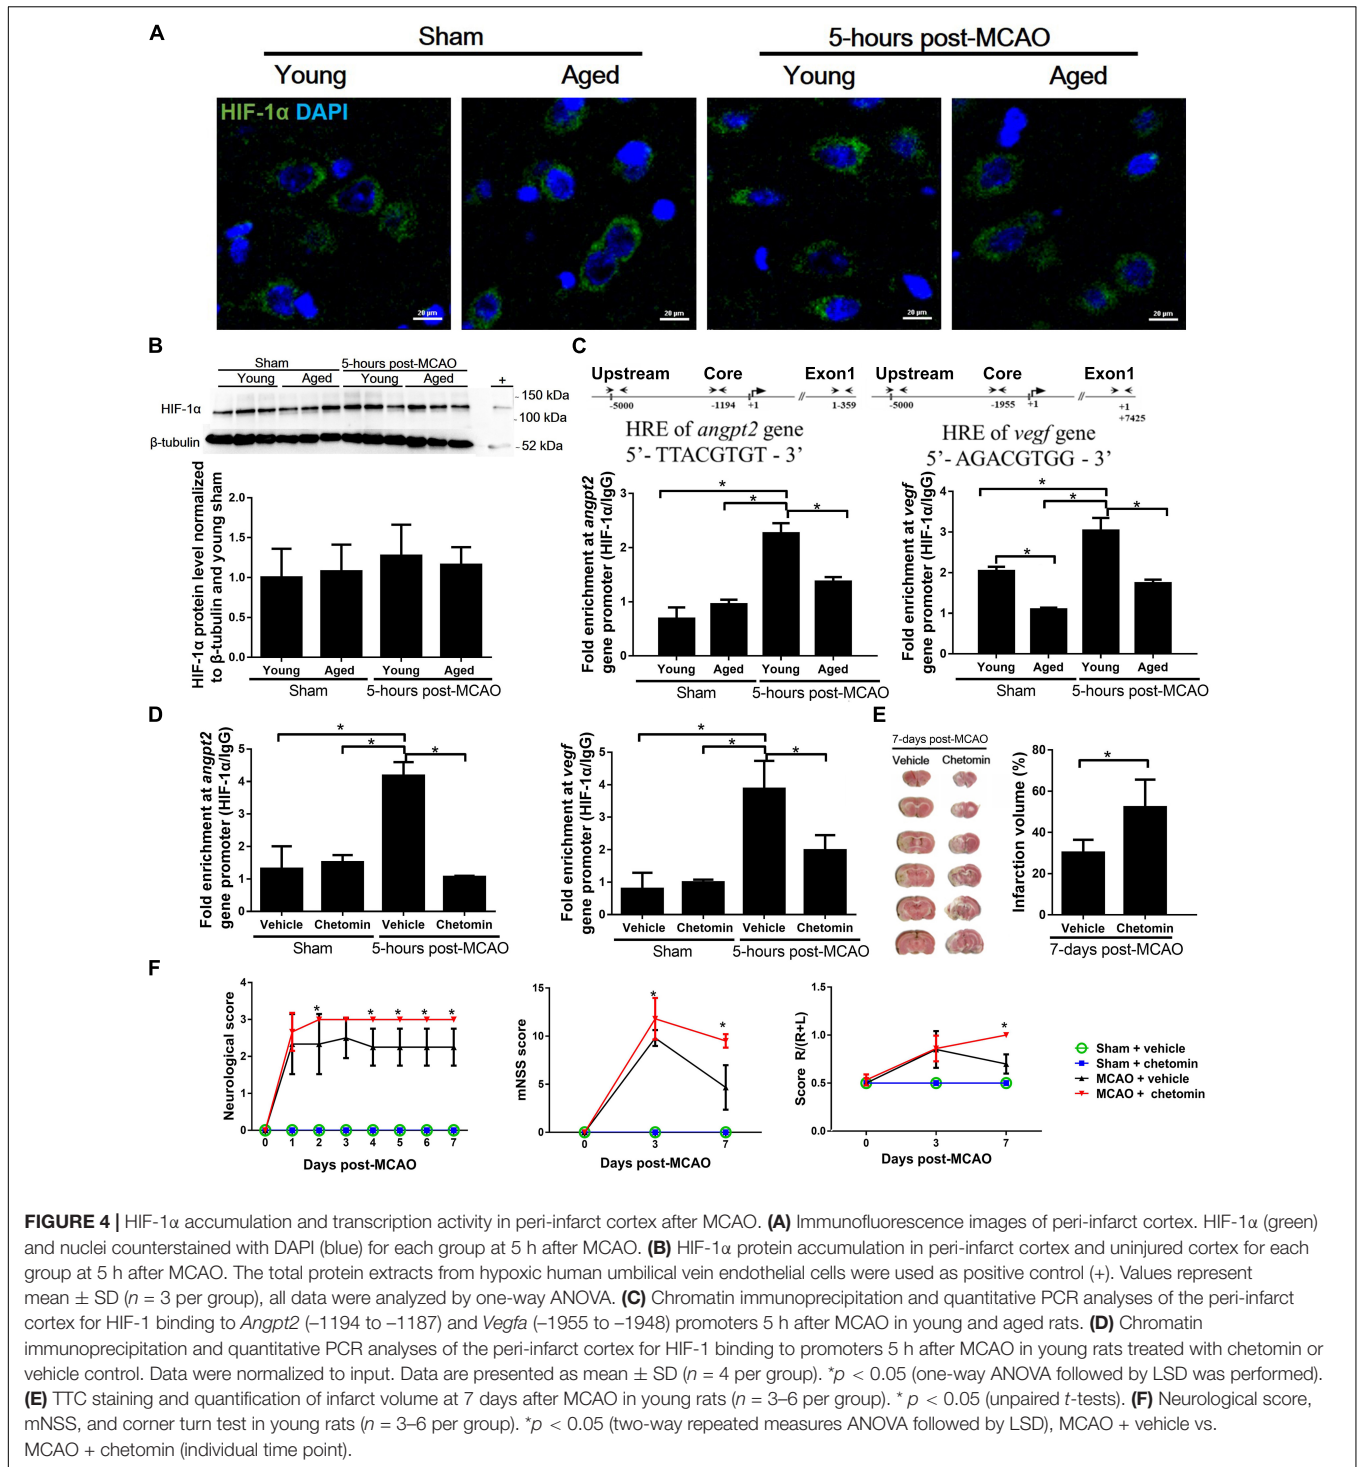 A
Sham
5-hours post-MCAO
Young
Aged
Young
Aged
HIF-1α DAPI
20 μm
20 μm
20 μm
20 μm
B
Sham
5-hours post-MCAO
Young
Aged
Young
Aged
+
HIF-1α
β-tubulin
- 150 kDa
- 100 kDa
- 52 kDa
HIF-1α protein level normalized
to β-tubulin and young sham
2.0
1.5
1.0
0.5
0.0
Young
Aged
Young
Aged
Sham
5-hours post-MCAO
C
Upstream
Core
Exon1
-5000
-1194
+1
//
1-359
HRE of angpt2 gene
5’- TTACGTGT - 3’
Upstream
Core
Exon1
-5000
-1955
+1
//
+1
+7425
HRE of vegf gene
5’- AGACGTGG - 3’
Fold enrichment at angpt2
gene promoter (HIF-1α/IgG)
3
2
1
0
*
*
*
Young
Aged
Young
Aged
Sham
5-hours post-MCAO
Fold enrichment at vegf
gene promoter (HIF-1α/IgG)
4
3
2
1
0
*
*
*
*
Young
Aged
Young
Aged
Sham
5-hours post-MCAO
D
Fold enrichment at angpt2
gene promoter (HIF-1α/IgG)
5
4
3
2
1
0
*
*
*
Vehicle
Chetomin
Vehicle
Chetomin
Sham
5-hours post-MCAO
Fold enrichment at vegf
gene promoter (HIF-1α/IgG)
5
4
3
2
1
0
*
*
*
Vehicle
Chetomin
Vehicle
Chetomin
Sham
5-hours post-MCAO
E
7-days post-MCAO
Vehicle
Chetomin
Infarction volume (%)
80
60
40
20
0
*
Vehicle
Chetomin
7-days post-MCAO
F
Neurological score
4
3
2
1
0
* * * * *
0 1 2 3 4 5 6 7
Days post-MCAO
mNSS score
15
10
5
0
* *
0 3 7
Days post-MCAO
Score R/(R+L)
1.5
1.0
0.5
0.0
*
0 3 7
Days post-MCAO
Sham + vehicle
Sham + chetomin
MCAO + vehicle
MCAO + chetomin
FIGURE 4 | HIF-1α accumulation and transcription activity in peri-infarct cortex after MCAO. (A) Immunofluorescence images of peri-infarct cortex. HIF-1α (green)
and nuclei counterstained with DAPI (blue) for each group at 5 h after MCAO. (B) HIF-1α protein accumulation in peri-infarct cortex and uninjured cortex for each
group at 5 h after MCAO. The total protein extracts from hypoxic human umbilical vein endothelial cells were used as positive control (+). Values represent
mean ± SD (n = 3 per group), all data were analyzed by one-way ANOVA. (C) Chromatin immunoprecipitation and quantitative PCR analyses of the peri-infarct
cortex for HIF-1 binding to Angpt2 (–1194 to –1187) and Vegfa (–1955 to –1948) promoters 5 h after MCAO in young and aged rats. (D) Chromatin
immunoprecipitation and quantitative PCR analyses of the peri-infarct cortex for HIF-1 binding to promoters 5 h after MCAO in young rats treated with chetomin or
vehicle control. Data were normalized to input. Data are presented as mean ± SD (n = 4 per group). *p < 0.05 (one-way ANOVA followed by LSD was performed).
(E) TTC staining and quantification of infarct volume at 7 days after MCAO in young rats (n = 3–6 per group). * p < 0.05 (unpaired t-tests). (F) Neurological score,
mNSS, and corner turn test in young rats (n = 3–6 per group). *p < 0.05 (two-way repeated measures ANOVA followed by LSD), MCAO + vehicle vs.
MCAO + chetomin (individual time point).